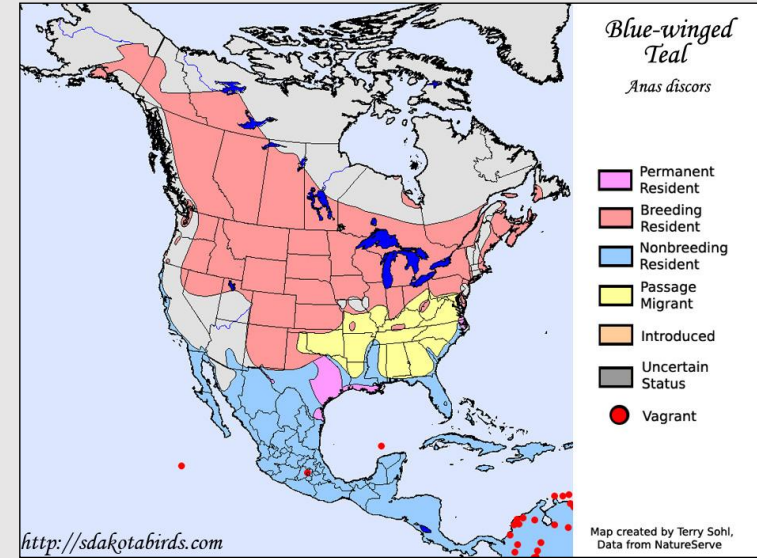 Blue-winged
Teal
Anas discors
Permanent
Resident
Breeding
Resident
Nonbreeding
Resident
Passage
Migrant
Introduced
Uncertain
Status
Vagrant
http://sdakotabirds.com
Map created by Terry Sohl,
Data from NatureServe